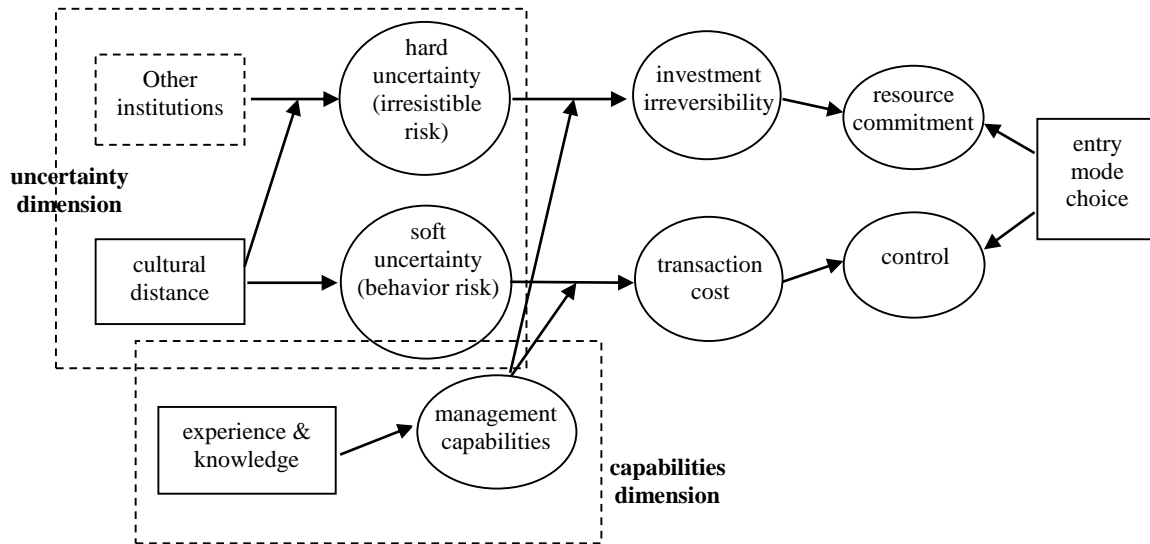 Other
institutions
hard
uncertainty
(irresistible
risk)
investment
irreversibility
resource
commitment
entry
mode
choice
uncertainty
dimension
cultural
distance
soft
uncertainty
(behavior risk)
transaction
cost
control
experience &
knowledge
management
capabilities
capabilities
dimension